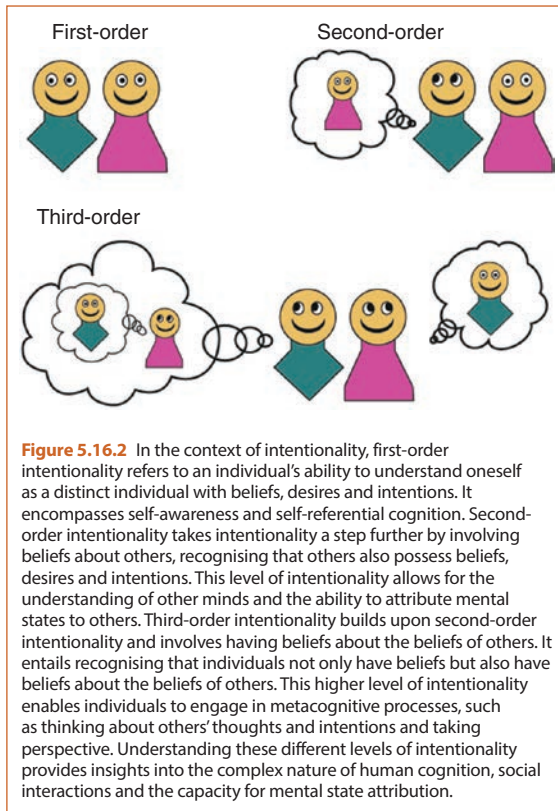 First-order
Second-order
Third-order
Figure 5.16.2 In the context of intentionality, first-order
intentionality refers to an individual's ability to understand oneself
as a distinct individual with beliefs, desires and intentions. It
encompasses self-awareness and self-referential cognition. Second-
order intentionality takes intentionality a step further by involving
beliefs about others, recognising that others also possess beliefs,
desires and intentions. This level of intentionality allows for the
understanding of other minds and the ability to attribute mental
states to others. Third-order intentionality builds upon second-order
intentionality and involves having beliefs about the beliefs of others. It
entails recognising that individuals not only have beliefs but also have
beliefs about the beliefs of others. This higher level of intentionality
enables individuals to engage in metacognitive processes, such
as thinking about others' thoughts and intentions and taking
perspective. Understanding these different levels of intentionality
provides insights into the complex nature of human cognition, social
interactions and the capacity for mental state attribution.